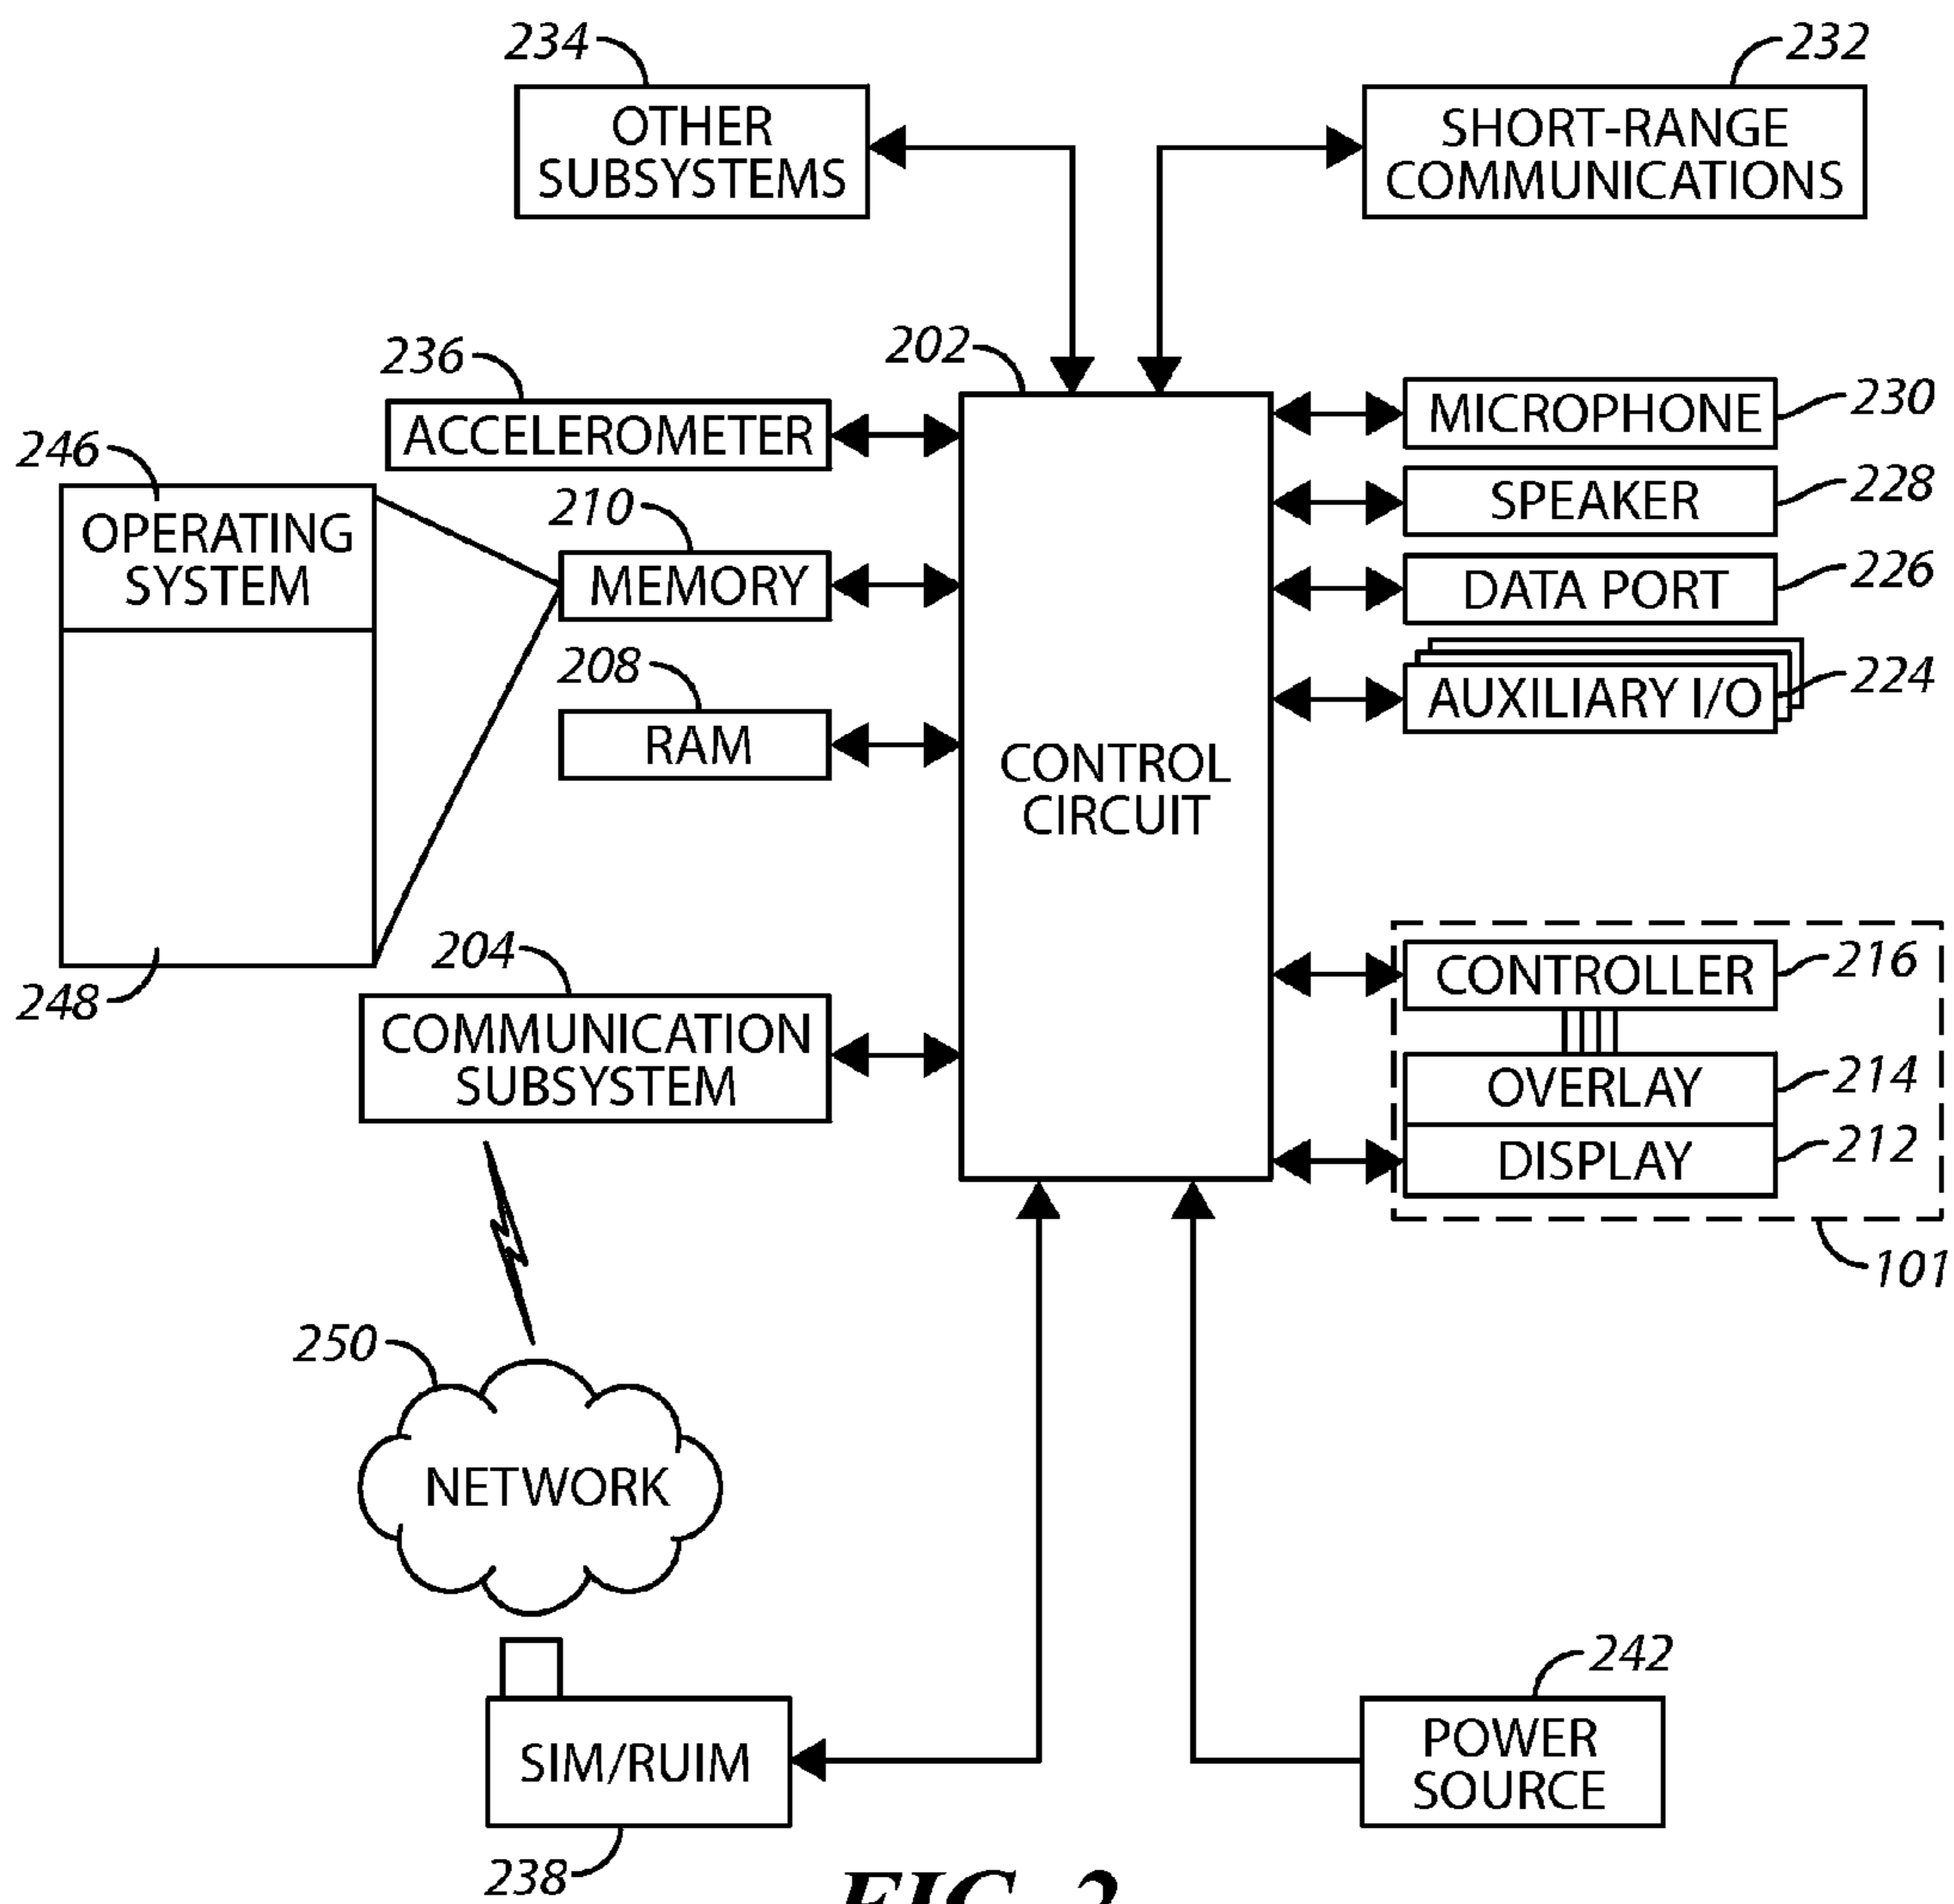 234
OTHER
SUBSYSTEMS
232
SHORT-RANGE
COMMUNICATIONS
236
ACCELEROMETER
202
CONTROL
CIRCUIT
230
MICROPHONE
228
SPEAKER
226
DATA PORT
224
AUXILIARY I/O
246
OPERATING
SYSTEM
248
210
MEMORY
208
RAM
204
COMMUNICATION
SUBSYSTEM
216
CONTROLLER
214
OVERLAY
212
DISPLAY
101
250
NETWORK
SIM/RUIM
238
242
POWER
SOURCE
FIG. 2